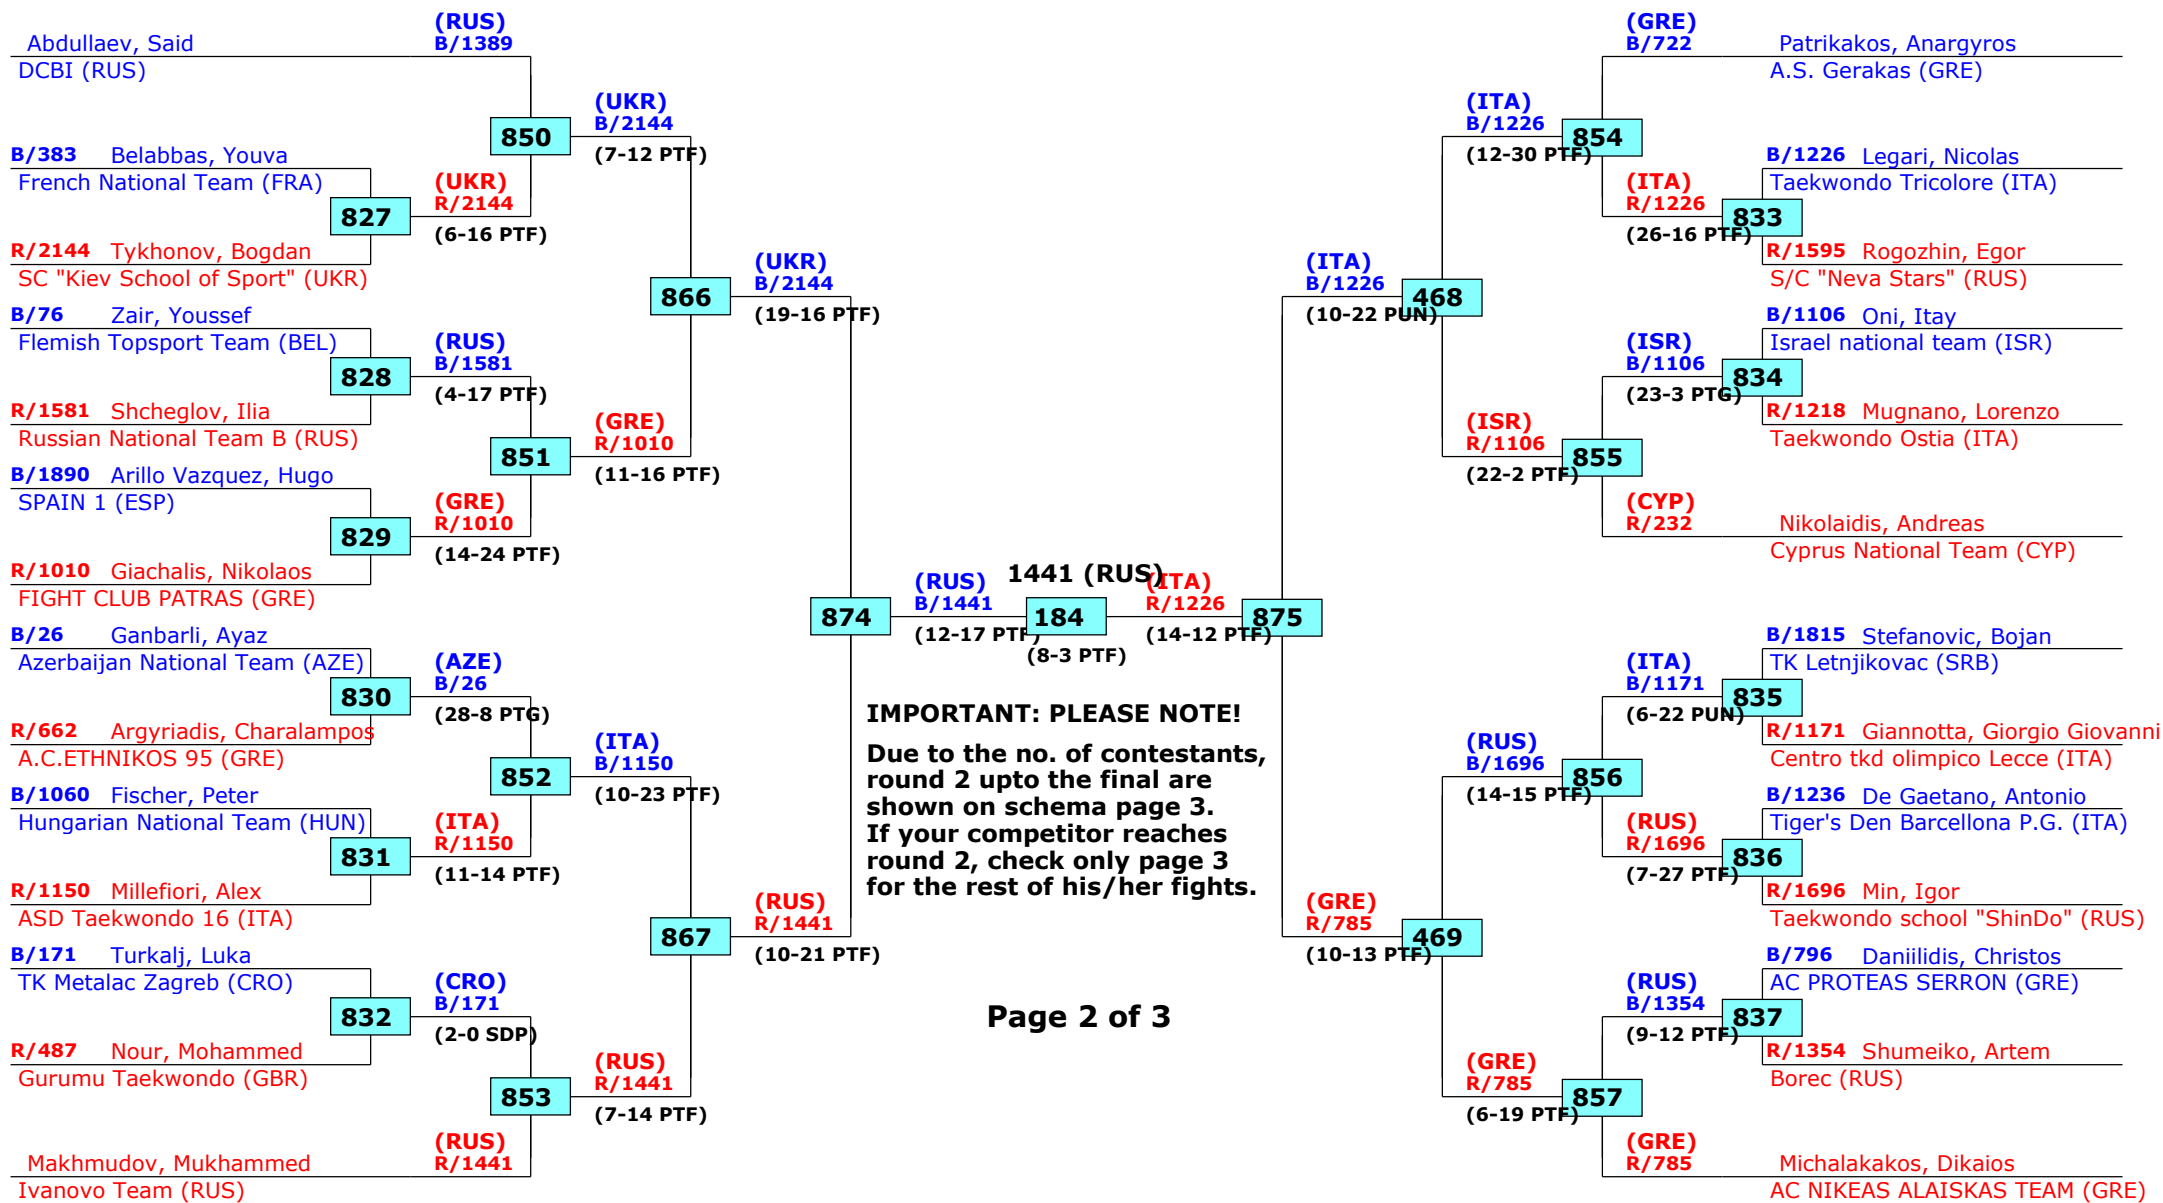 (RUS)
B/1389
Abdullaev, Said
DCBI (RUS)
850
(UKR)
B/2144
(7-12 PTF)
B/383 Belabbas, Youva
French National Team (FRA)
827
(UKR)
R/2144
(6-16 PTF)
R/2144 Tykhonov, Bogdan
SC "Kiev School of Sport" (UKR)
866
(UKR)
B/2144
(19-16 PTF)
B/76 Zair, Youssef
Flemish Topsport Team (BEL)
828
(RUS)
B/1581
(4-17 PTF)
R/1581 Shcheglov, Ilia
Russian National Team B (RUS)
851
(GRE)
R/1010
(11-16 PTF)
B/1890 Arillo Vazquez, Hugo
SPAIN 1 (ESP)
829
(GRE)
R/1010
(14-24 PTF)
R/1010 Giachalis, Nikolaos
FIGHT CLUB PATRAS (GRE)
874
(RUS)
B/1441
(12-17 PTF)
B/26 Ganbarli, Ayaz
Azerbaijan National Team (AZE)
830
(AZE)
B/26
(28-8 PTG)
R/662 Argyriadis, Charalampos
A.C.ETHNIKOS 95 (GRE)
852
(ITA)
B/1150
(10-23 PTF)
B/1060 Fischer, Peter
Hungarian National Team (HUN)
831
(ITA)
R/1150
(11-14 PTF)
R/1150 Millefiori, Alex
ASD Taekwondo 16 (ITA)
867
(RUS)
R/1441
(10-21 PTF)
B/171 Turkalj, Luka
TK Metalac Zagreb (CRO)
832
(CRO)
B/171
(2-0 SDP)
R/487 Nour, Mohammed
Gurumu Taekwondo (GBR)
853
(RUS)
R/1441
(7-14 PTF)
(RUS)
R/1441
Makhmudov, Mukhammed
Ivanovo Team (RUS)
1441 (RUS)
184
(8-3 PTF)
IMPORTANT: PLEASE NOTE!
Due to the no. of contestants,
round 2 upto the final are
shown on schema page 3.
If your competitor reaches
round 2, check only page 3
for the rest of his/her fights.
Page 2 of 3
(ITA)
R/1226
(14-12 PTF)
875
(ITA)
B/1226
(10-22 PUN)
468
(ITA)
B/1226
(12-30 PTF)
854
(GRE)
B/722
Patrikakos, Anargyros
A.S. Gerakas (GRE)
(ITA)
R/1226
(26-16 PTF)
833
B/1226 Legari, Nicolas
Taekwondo Tricolore (ITA)
R/1595 Rogozhin, Egor
S/C "Neva Stars" (RUS)
(ISR)
R/1106
(22-2 PTF)
855
(ISR)
B/1106
(23-3 PTG)
834
B/1106 Oni, Itay
Israel national team (ISR)
R/1218 Mugnano, Lorenzo
Taekwondo Ostia (ITA)
(CYP)
R/232
Nikolaidis, Andreas
Cyprus National Team (CYP)
(GRE)
R/785
(10-13 PTF)
469
(RUS)
B/1696
(14-15 PTF)
856
(ITA)
B/1171
(6-22 PUN)
835
B/1815 Stefanovic, Bojan
TK Letnjikovac (SRB)
R/1171 Giannotta, Giorgio Giovanni
Centro tkd olimpico Lecce (ITA)
(RUS)
R/1696
(7-27 PTF)
836
B/1236 De Gaetano, Antonio
Tiger's Den Barcellona P.G. (ITA)
R/1696 Min, Igor
Taekwondo school "ShinDo" (RUS)
(GRE)
R/785
(6-19 PTF)
857
(RUS)
B/1354
(9-12 PTF)
837
B/796 Daniilidis, Christos
AC PROTEAS SERRON (GRE)
R/1354 Shumeiko, Artem
Borec (RUS)
(GRE)
R/785
Michalakakos, Dikaios
AC NIKEAS ALAISKAS TEAM (GRE)